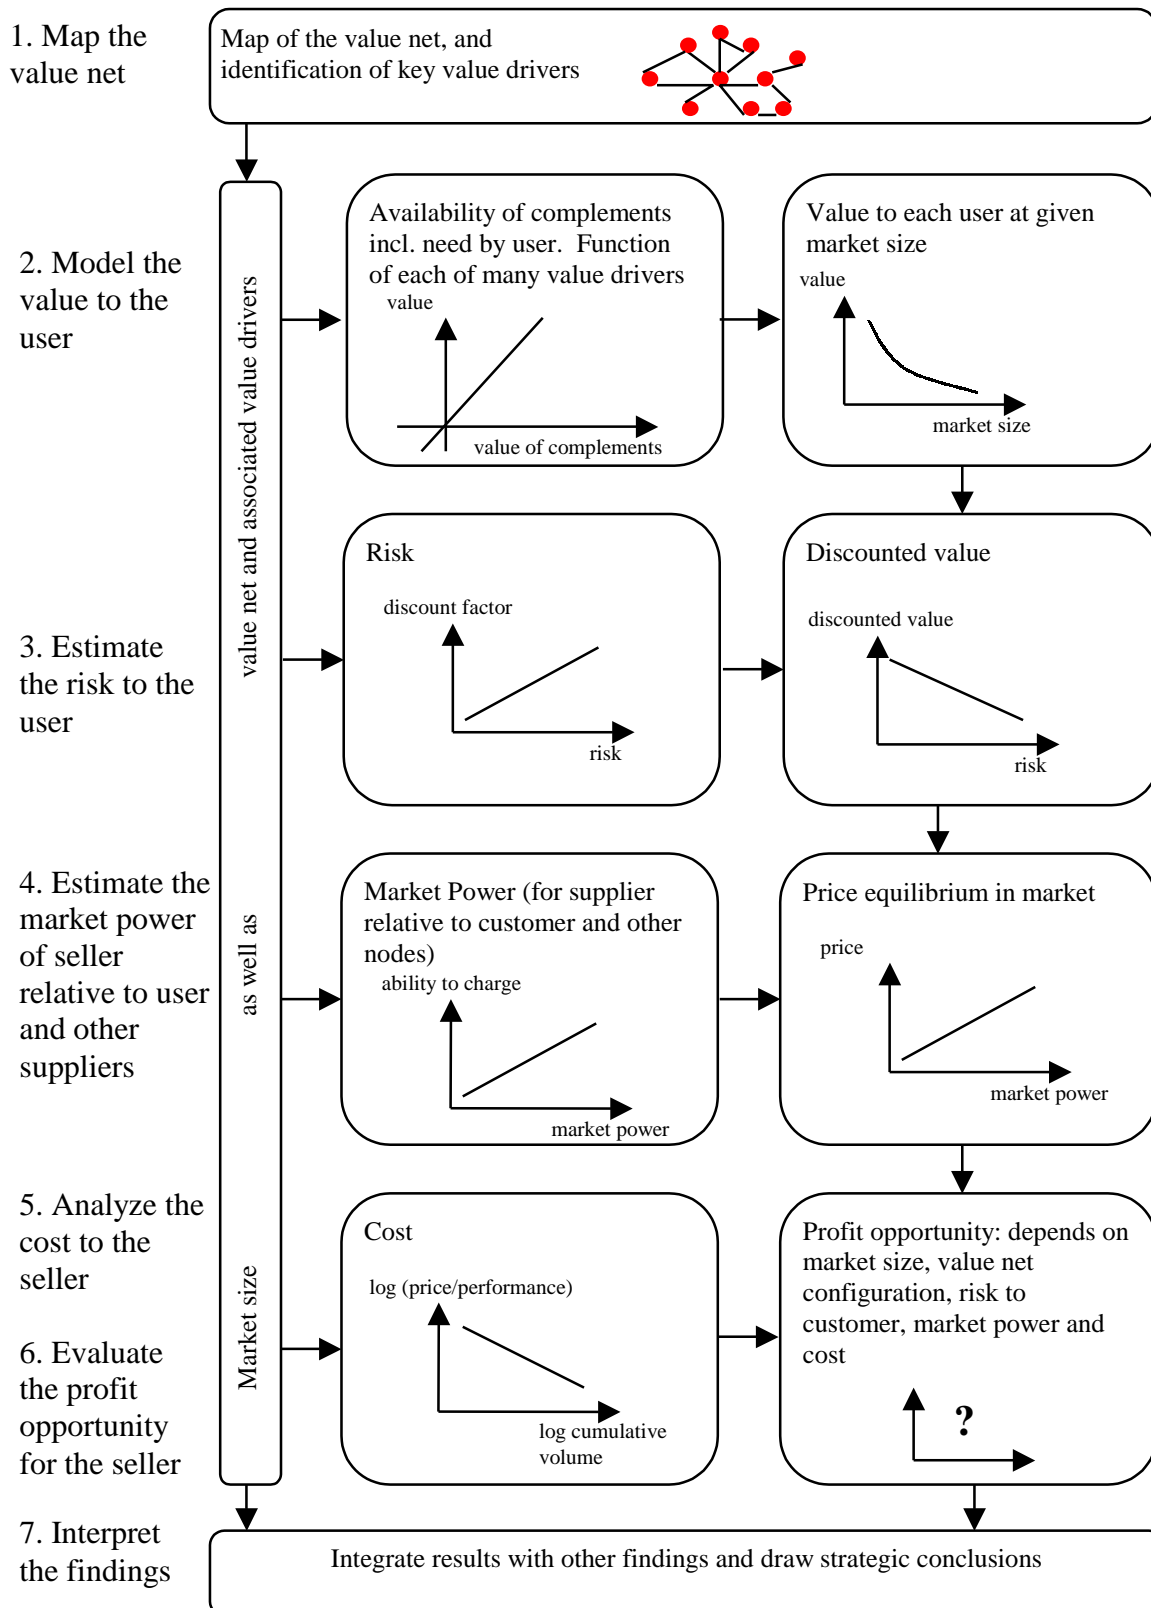 1. Map the
value net
Map of the value net, and
identification of key value drivers
2. Model the
value to the
user
Availability of complements
incl. need by user.  Function
of each of many value drivers
value
value of complements
Value to each user at given
market size
value
market size
3. Estimate
the risk to the
user
Risk
discount factor
risk
Discounted value
discounted value
risk
4. Estimate the
market power
of seller
relative to user
and other
suppliers
Market Power (for supplier
relative to customer and other
nodes)
ability to charge
market power
Price equilibrium in market
price
market power
5. Analyze the
cost to the
seller
Cost
log (price/performance)
log cumulative
volume
6. Evaluate
the profit
opportunity
for the seller
Profit opportunity: depends on
market size, value net
configuration, risk to
customer, market power and
cost
?
Market size as well as value net and associated value drivers
7. Interpret
the findings
Integrate results with other findings and draw strategic conclusions